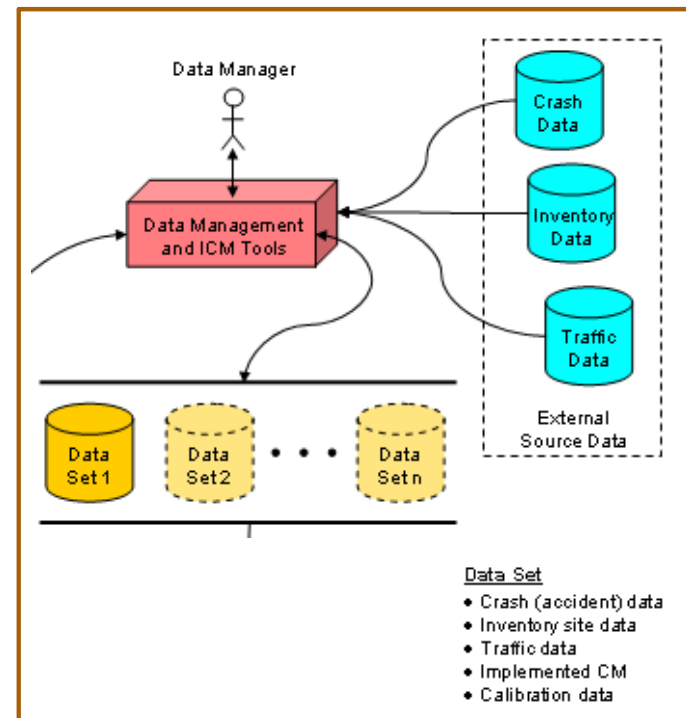 Data Manager
Data Management
and ICM Tools
Crash
Data
Inventory
Data
Traffic
Data
External
Source Data
Data
Set 1
Data
Set 2
• • •
Data
Set n
Data Set
• Crash (accident) data
• Inventory site data
• Traffic data
• Implemented CM
• Calibration data